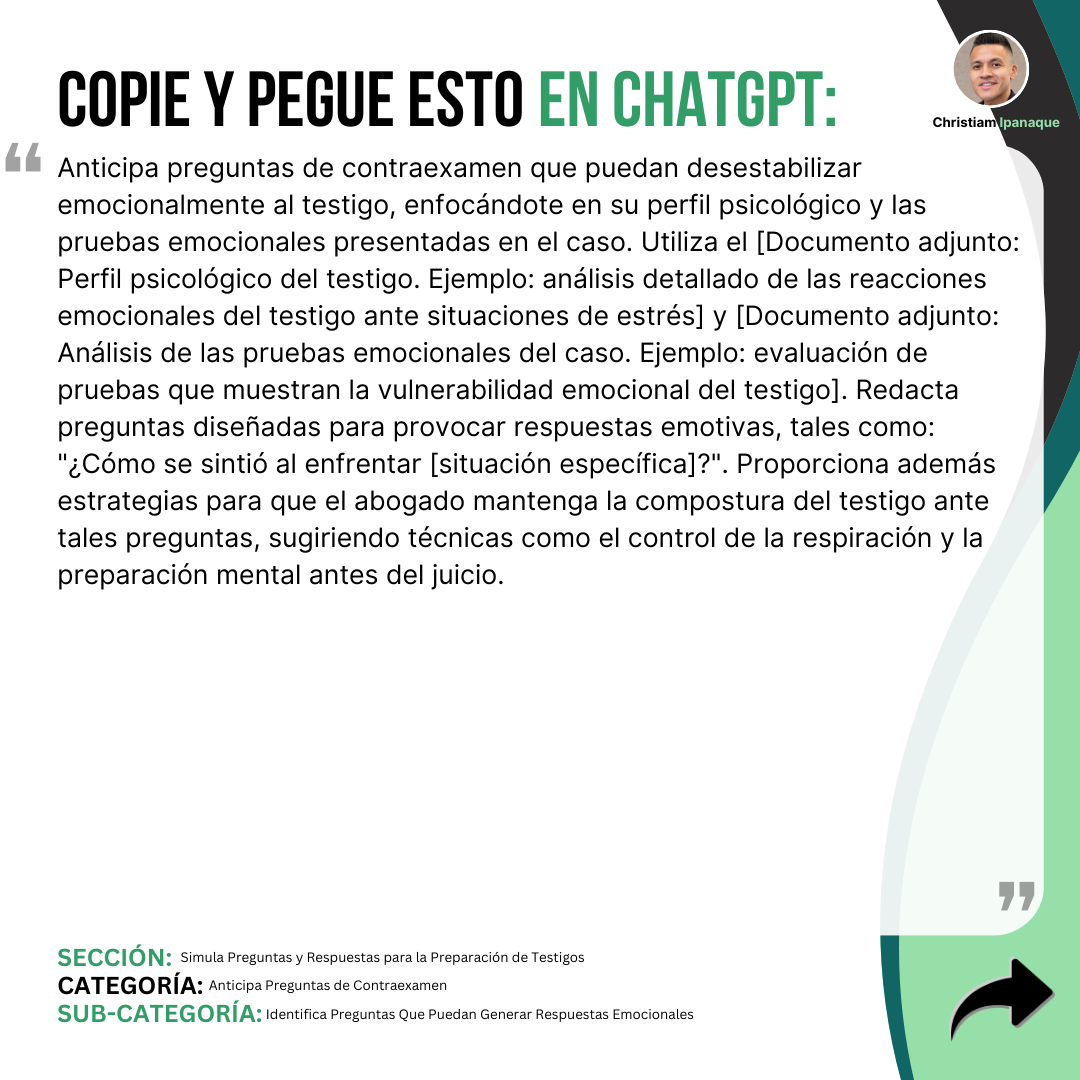 COPIE Y PEGUE ESTO EN CHATGPT:
Christiam Ipanaque
“
Anticipa preguntas de contraexamen que puedan desestabilizar
emocionalmente al testigo, enfocándote en su perfil psicológico y las
pruebas emocionales presentadas en el caso. Utiliza el [Documento adjunto:
Perfil psicológico del testigo. Ejemplo: análisis detallado de las reacciones
emocionales del testigo ante situaciones de estrés] y [Documento adjunto:
Análisis de las pruebas emocionales del caso. Ejemplo: evaluación de
pruebas que muestran la vulnerabilidad emocional del testigo]. Redacta
preguntas diseñadas para provocar respuestas emotivas, tales como:
"¿Cómo se sintió al enfrentar [situación específica]?". Proporciona además
estrategias para que el abogado mantenga la compostura del testigo ante
tales preguntas, sugiriendo técnicas como el control de la respiración y la
preparación mental antes del juicio.
”
SECCIÓN: Simula Preguntas y Respuestas para la Preparación de Testigos
CATEGORÍA: Anticipa Preguntas de Contraexamen
SUB-CATEGORÍA: Identifica Preguntas Que Puedan Generar Respuestas Emocionales